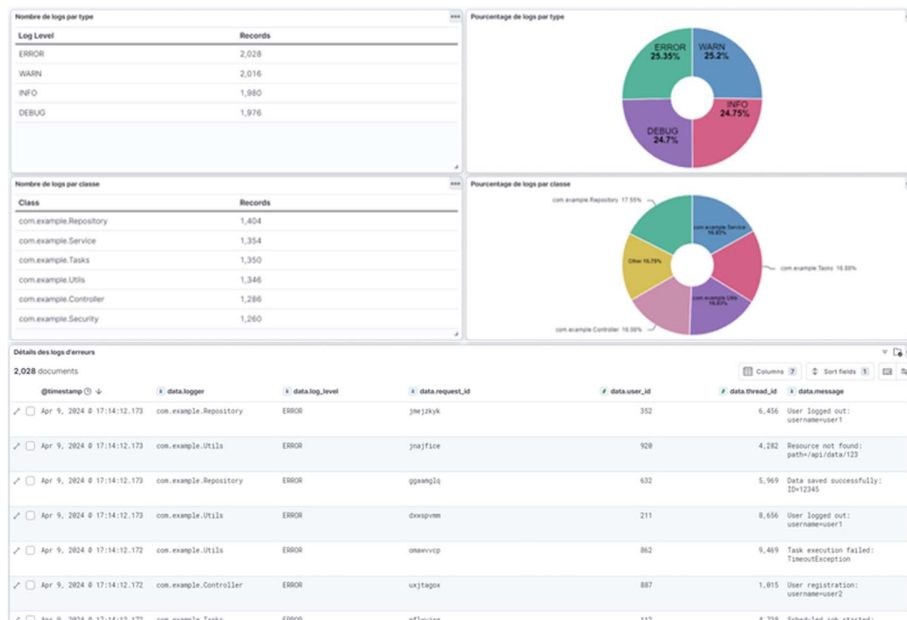 Nombre de logs par type
Log Level Records
ERROR 2,028
WARN 2,016
INFO 1,980
DEBUG 1,976
Pourcentage de logs par type
ERROR
25.35%
WARN
25.2%
INFO
24.75%
DEBUG
24.7%
Nombre de logs par classe
Class Records
com.example.Repository 1,404
com.example.Service 1,354
com.example.Tasks 1,350
com.example.Utils 1,346
com.example.Controller 1,286
com.example.Security 1,260
Pourcentage de logs par classe
com.example.Repository 17.55%
com.example.Service
com.example.Tasks 16.88%
com.example.Utils
16.83%
com.example.Controller
Other 15.75%
Détails des logs d'erreurs
2,028 documents
Columns 7 Sort fields 1
@timestamp data.logger data.log_level data.request_id data.user_id data.thread_id data.message
Apr 9, 2024 @ 17:14:12.173 com.example.Repository ERROR jmejzkyk 352 6,456 User logged out:
username=user1
Apr 9, 2024 @ 17:14:12.173 com.example.Utils ERROR jnajfice 920 4,282 Resource not found:
path=/api/data/123
Apr 9, 2024 @ 17:14:12.173 com.example.Repository ERROR ggaamglq 632 5,969 Data saved successfully:
ID=12345
Apr 9, 2024 @ 17:14:12.173 com.example.Utils ERROR dxwspvmm 211 8,656 User logged out:
username=user1
Apr 9, 2024 @ 17:14:12.172 com.example.Utils ERROR omawvvcp 862 9,469 Task execution failed:
TimeoutException
Apr 9, 2024 @ 17:14:12.172 com.example.Controller ERROR uxjtagox 887 1,015 User registration:
username=user2